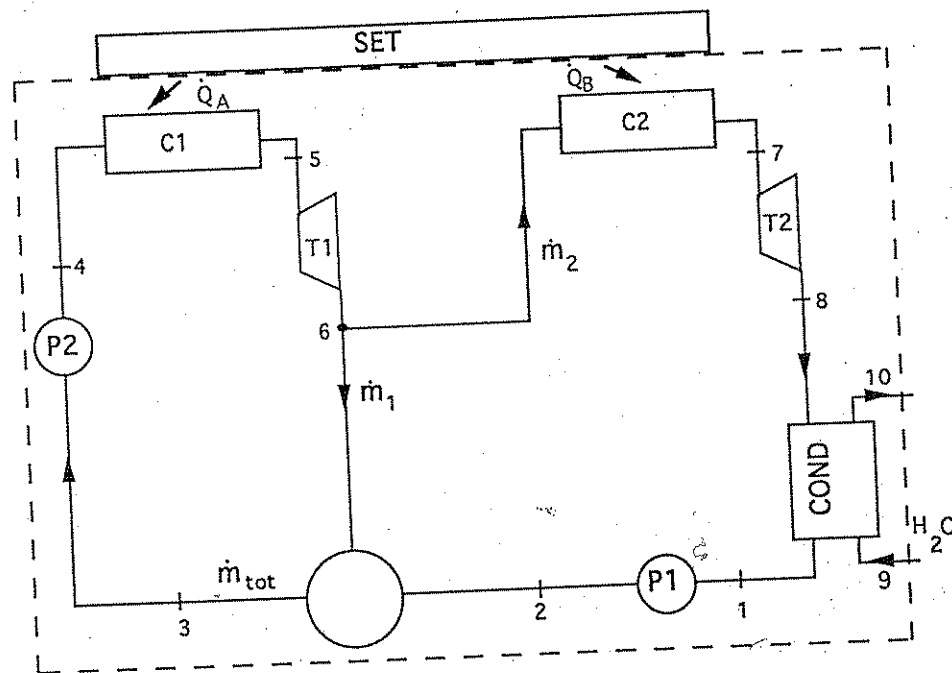 SET
Q̇A
Q̇B
C1
C2
5
7
T1
T2
4
ṁ2
8
6
P2
10
ṁ1
COND
H2O
ṁtot
P1
9
2
1
3